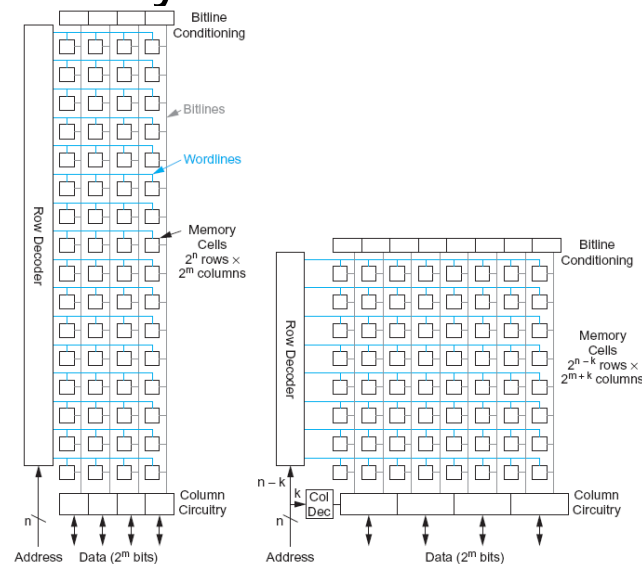 Bitline
Conditioning
Bitlines
Wordlines
Row Decoder
Memory
Cells
2ⁿ rows ×
2ᵐ columns
Column
Circuitry
n
Address
Data (2ᵐ bits)
Bitline
Conditioning
Row Decoder
Memory
Cells
2ⁿ⁻ᵏ rows ×
2ᵐ⁺ᵏ columns
n – k
k
Col
Dec
n
Column
Circuitry
Address
Data (2ᵐ bits)